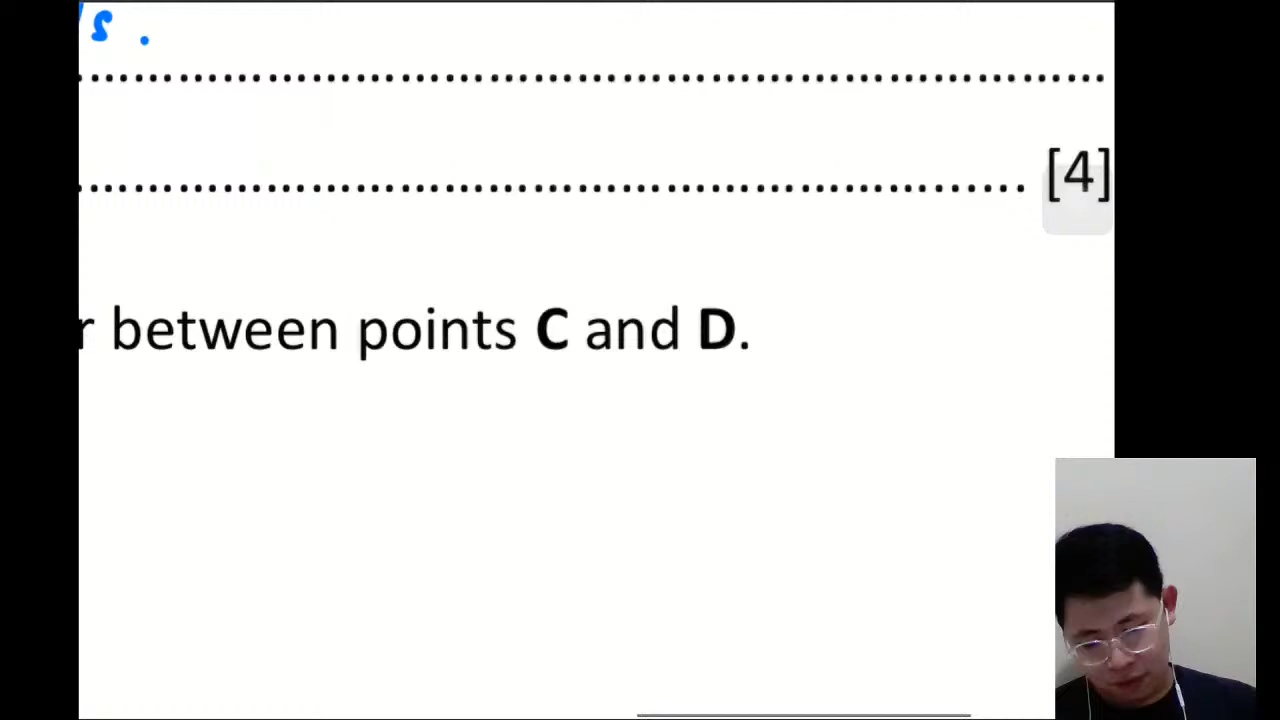 s .
[4]
r between points C and D.